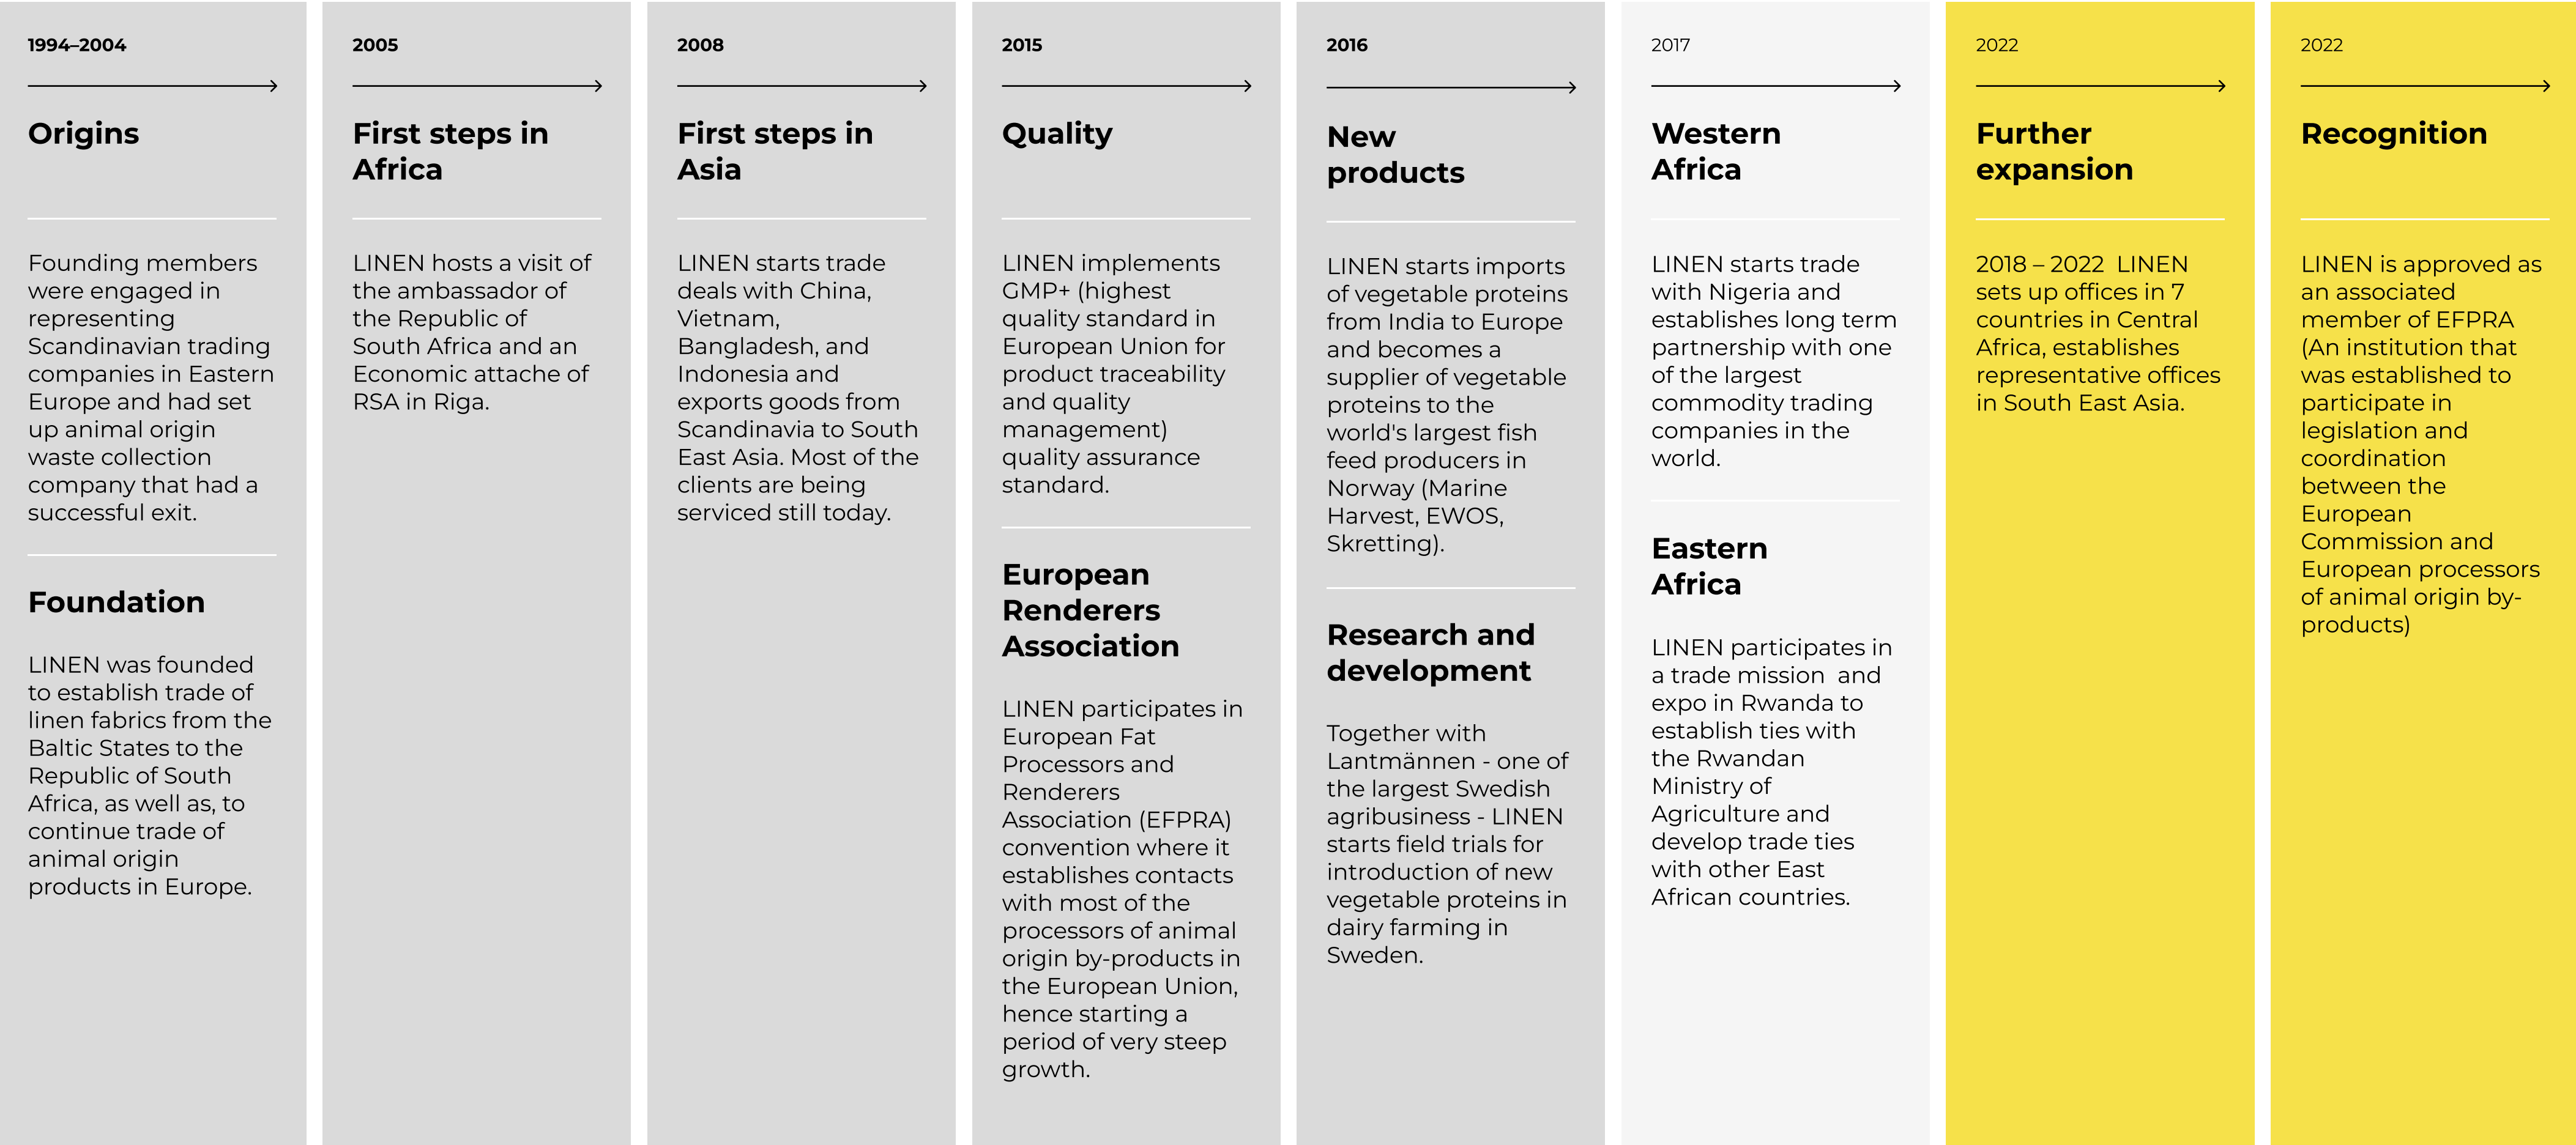 1994–2004
Origins
Founding members
were engaged in
representing
Scandinavian trading
companies in Eastern
Europe and had set
up animal origin
waste collection
company that had a
successful exit.
Foundation
LINEN was founded
to establish trade of
linen fabrics from the
Baltic States to the
Republic of South
Africa, as well as, to
continue trade of
animal origin
products in Europe.
2005
First steps in
Africa
LINEN hosts a visit of
the ambassador of
the Republic of
South Africa and an
Economic attache of
RSA in Riga.
2008
First steps in
Asia
LINEN starts trade
deals with China,
Vietnam,
Bangladesh, and
Indonesia and
exports goods from
Scandinavia to South
East Asia. Most of the
clients are being
serviced still today.
2015
Quality
LINEN implements
GMP+ (highest
quality standard in
European Union for
product traceability
and quality
management)
quality assurance
standard.
European
Renderers
Association
LINEN participates in
European Fat
Processors and
Renderers
Association (EFPRA)
convention where it
establishes contacts
with most of the
processors of animal
origin by-products in
the European Union,
hence starting a
period of very steep
growth.
2016
New
products
LINEN starts imports
of vegetable proteins
from India to Europe
and becomes a
supplier of vegetable
proteins to the
world's largest fish
feed producers in
Norway (Marine
Harvest, EWOS,
Skretting).
Research and
development
Together with
Lantmännen - one of
the largest Swedish
agribusiness - LINEN
starts field trials for
introduction of new
vegetable proteins in
dairy farming in
Sweden.
2017
Western
Africa
LINEN starts trade
with Nigeria and
establishes long term
partnership with one
of the largest
commodity trading
companies in the
world.
Eastern
Africa
LINEN participates in
a trade mission  and
expo in Rwanda to
establish ties with
the Rwandan
Ministry of
Agriculture and
develop trade ties
with other East
African countries.
2022
Further
expansion
2018 – 2022  LINEN
sets up offices in 7
countries in Central
Africa, establishes
representative offices
in South East Asia.
2022
Recognition
LINEN is approved as
an associated
member of EFPRA
(An institution that
was established to
participate in
legislation and
coordination
between the
European
Commission and
European processors
of animal origin by-
products)